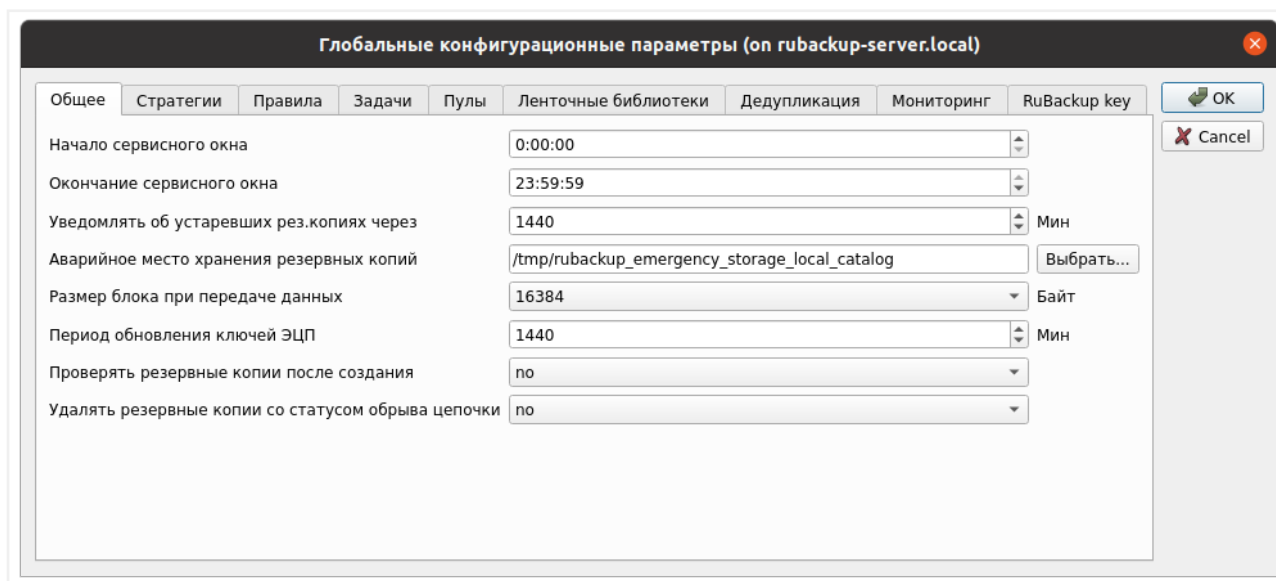 Глобальные конфигурационные параметры (on rubackup-server.local)
Общее Стратегии Правила Задачи Пулы Ленточные библиотеки Дедупликация Мониторинг RuBackup key OK
Cancel
Начало сервисного окна 0:00:00
Окончание сервисного окна 23:59:59
Уведомлять об устаревших рез.копиях через 1440 Мин
Аварийное место хранения резервных копий /tmp/rubackup_emergency_storage_local_catalog Выбрать...
Размер блока при передаче данных 16384 Байт
Период обновления ключей ЭЦП 1440 Мин
Проверять резервные копии после создания no
Удалять резервные копии со статусом обрыва цепочки no